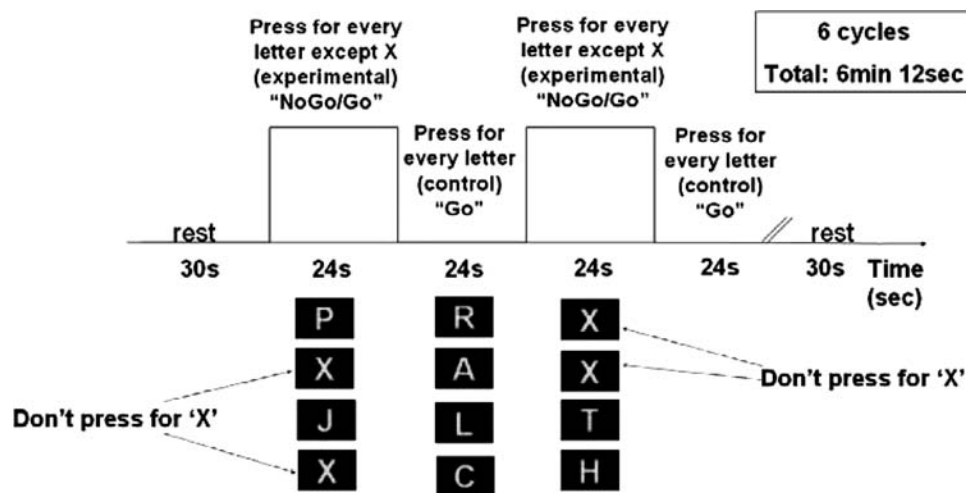 Press for every
letter except X
(experimental)
“NoGo/Go”
Press for every
letter except X
(experimental)
“NoGo/Go”
6 cycles
Total: 6min 12sec
Press for
every letter
(control)
“Go”
Press for
every letter
(control)
“Go”
rest
rest
30s
24s
24s
24s
24s
30s
Time
(sec)
P
R
X
X
A
X
J
L
T
X
C
H
Don’t press for ‘X’
Don’t press for ‘X’